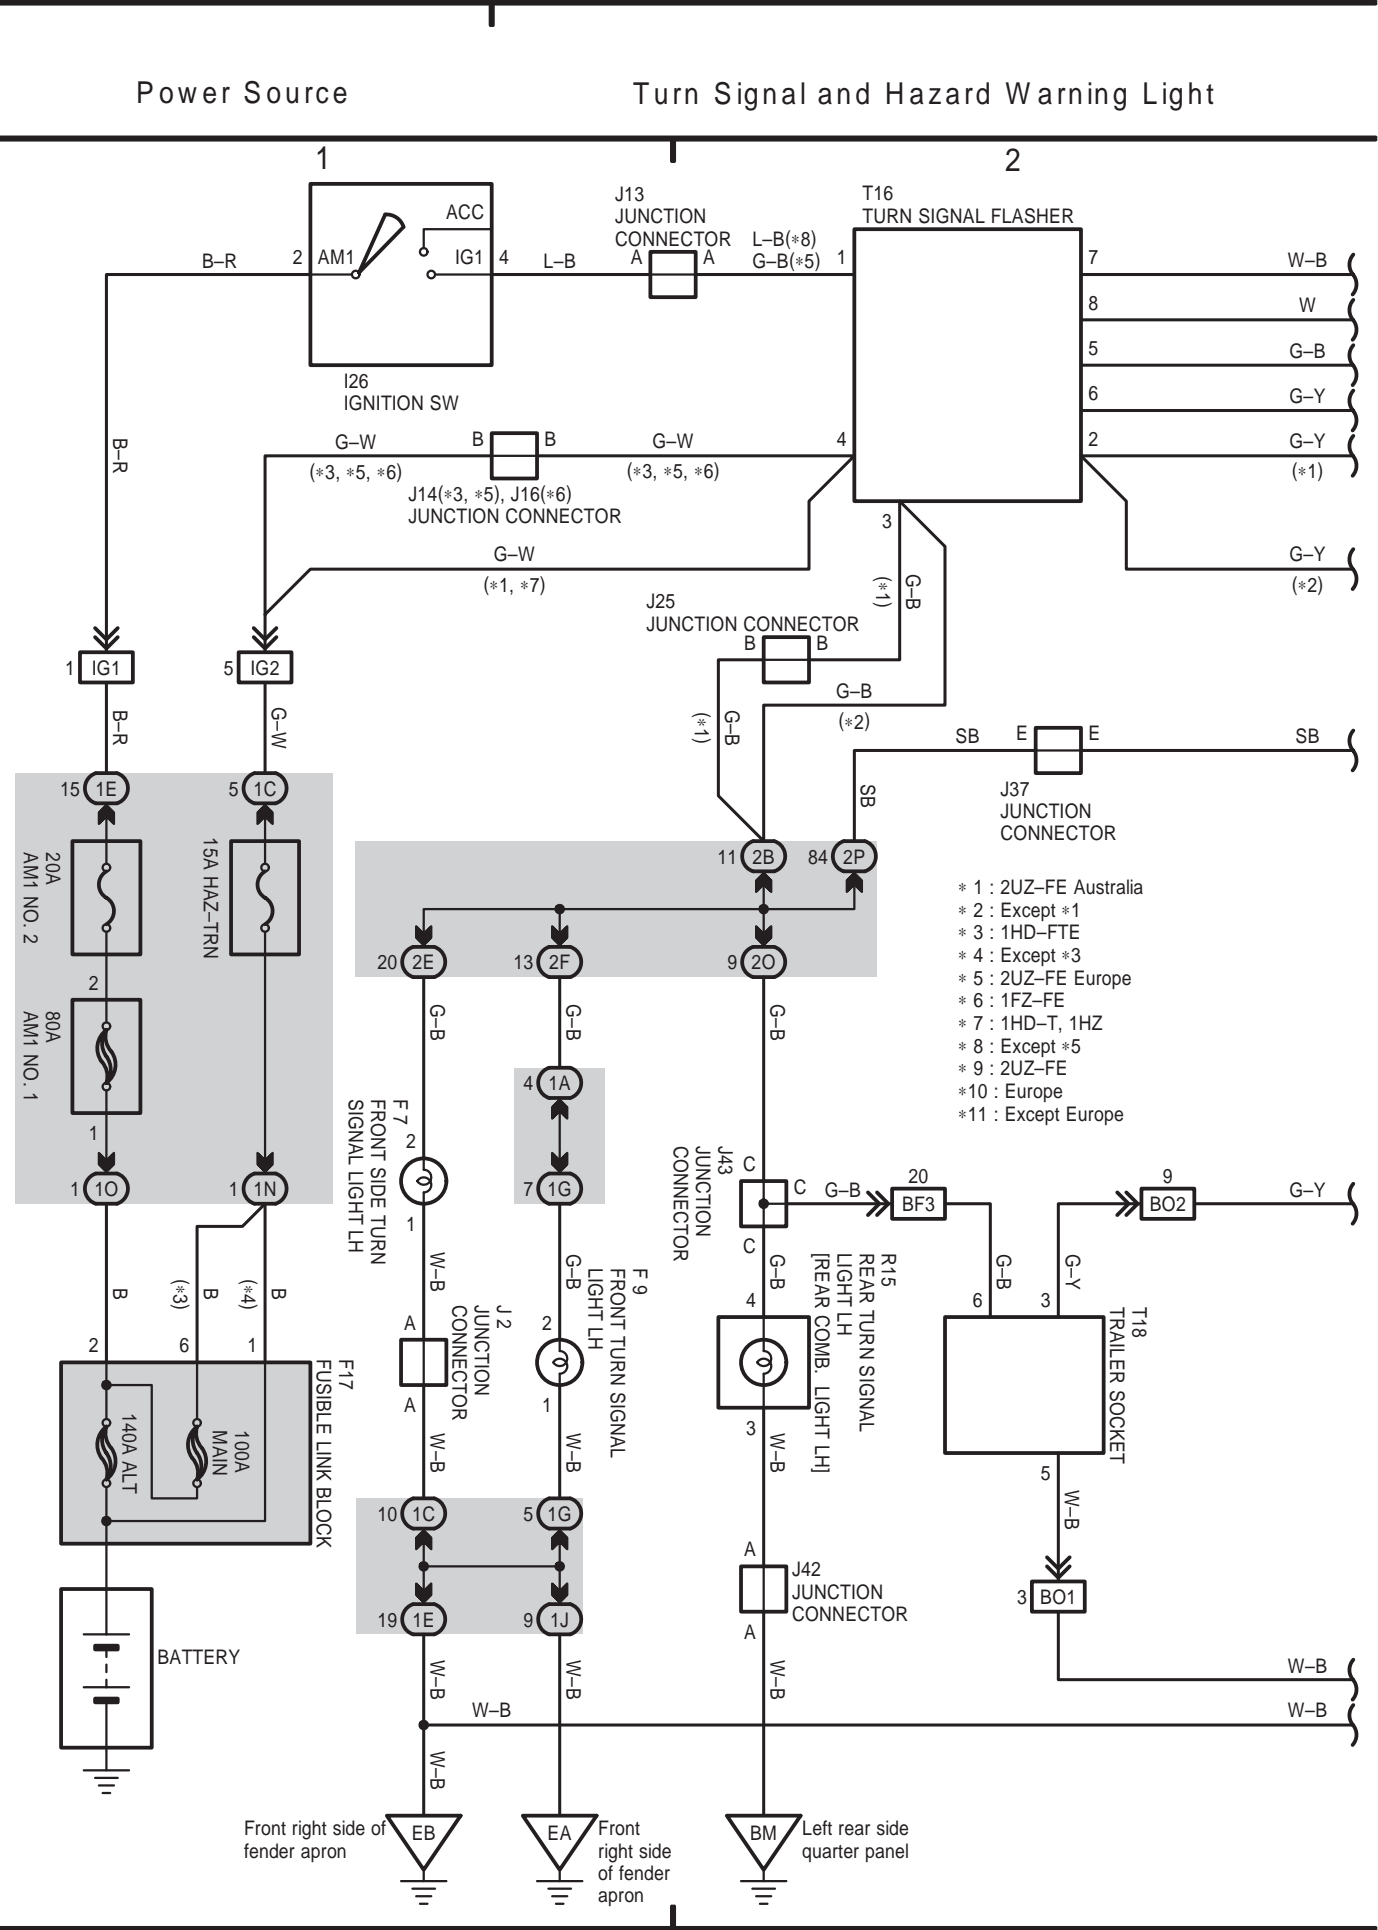 Power Source
Turn Signal and Hazard Warning Light
1
2
ACC
2
AM1
IG1
4
B–R
L–B
I26
IGNITION SW
J13
JUNCTION
CONNECTOR
A
A
L–B(∗8)
G–B(∗5)
1
T16
TURN SIGNAL FLASHER
7
W–B
8
W
5
G–B
6
G–Y
2
G–Y
(∗1)
G–Y
(∗2)
B–R
G–W
(∗3, ∗5, ∗6)
B
B
G–W
(∗3, ∗5, ∗6)
4
J14(∗3, ∗5), J16(∗6)
JUNCTION CONNECTOR
G–W
(∗1, ∗7)
3
(∗1)
G–B
J25
JUNCTION CONNECTOR
B
B
G–B
(∗2)
(∗1)
G–B
1
IG1
5
IG2
B–R
G–W
SB
E
E
SB
J37
JUNCTION
CONNECTOR
SB
15
1E
5
1C
20A
AM1 NO. 2
15A HAZ–TRN
2
80A
AM1 NO. 1
1
1
1O
1
1N
11
2B
84
2P
20
2E
13
2F
9
2O
∗ 1 : 2UZ–FE Australia
∗ 2 : Except ∗1
∗ 3 : 1HD–FTE
∗ 4 : Except ∗3
∗ 5 : 2UZ–FE Europe
∗ 6 : 1FZ–FE
∗ 7 : 1HD–T, 1HZ
∗ 8 : Except ∗5
∗ 9 : 2UZ–FE
∗10 : Europe
∗11 : Except Europe
G–B
G–B
G–B
4
1A
7
1G
F 7
FRONT SIDE TURN
SIGNAL LIGHT LH
2
1
W–B
A
A
J 2
JUNCTION
CONNECTOR
W–B
G–B
F 9
FRONT TURN SIGNAL
LIGHT LH
2
1
W–B
J43
JUNCTION
CONNECTOR
C
C
C
G–B
20
BF3
9
BO2
G–Y
G–B
4
R15
REAR TURN SIGNAL
LIGHT LH
[REAR COMB. LIGHT LH]
3
W–B
G–B
6
G–Y
3
T18
TRAILER SOCKET
5
W–B
3
BO1
W–B
B
(∗3)
B
(∗4)
B
2
6
1
F17
FUSIBLE LINK BLOCK
140A ALT
100A
MAIN
BATTERY
10
1C
5
1G
19
1E
9
1J
A
J42
JUNCTION
CONNECTOR
A
W–B
W–B
W–B
W–B
W–B
W–B
Front right side of
fender apron
EB
EA
Front
right side
of fender
apron
BM
Left rear side
quarter panel